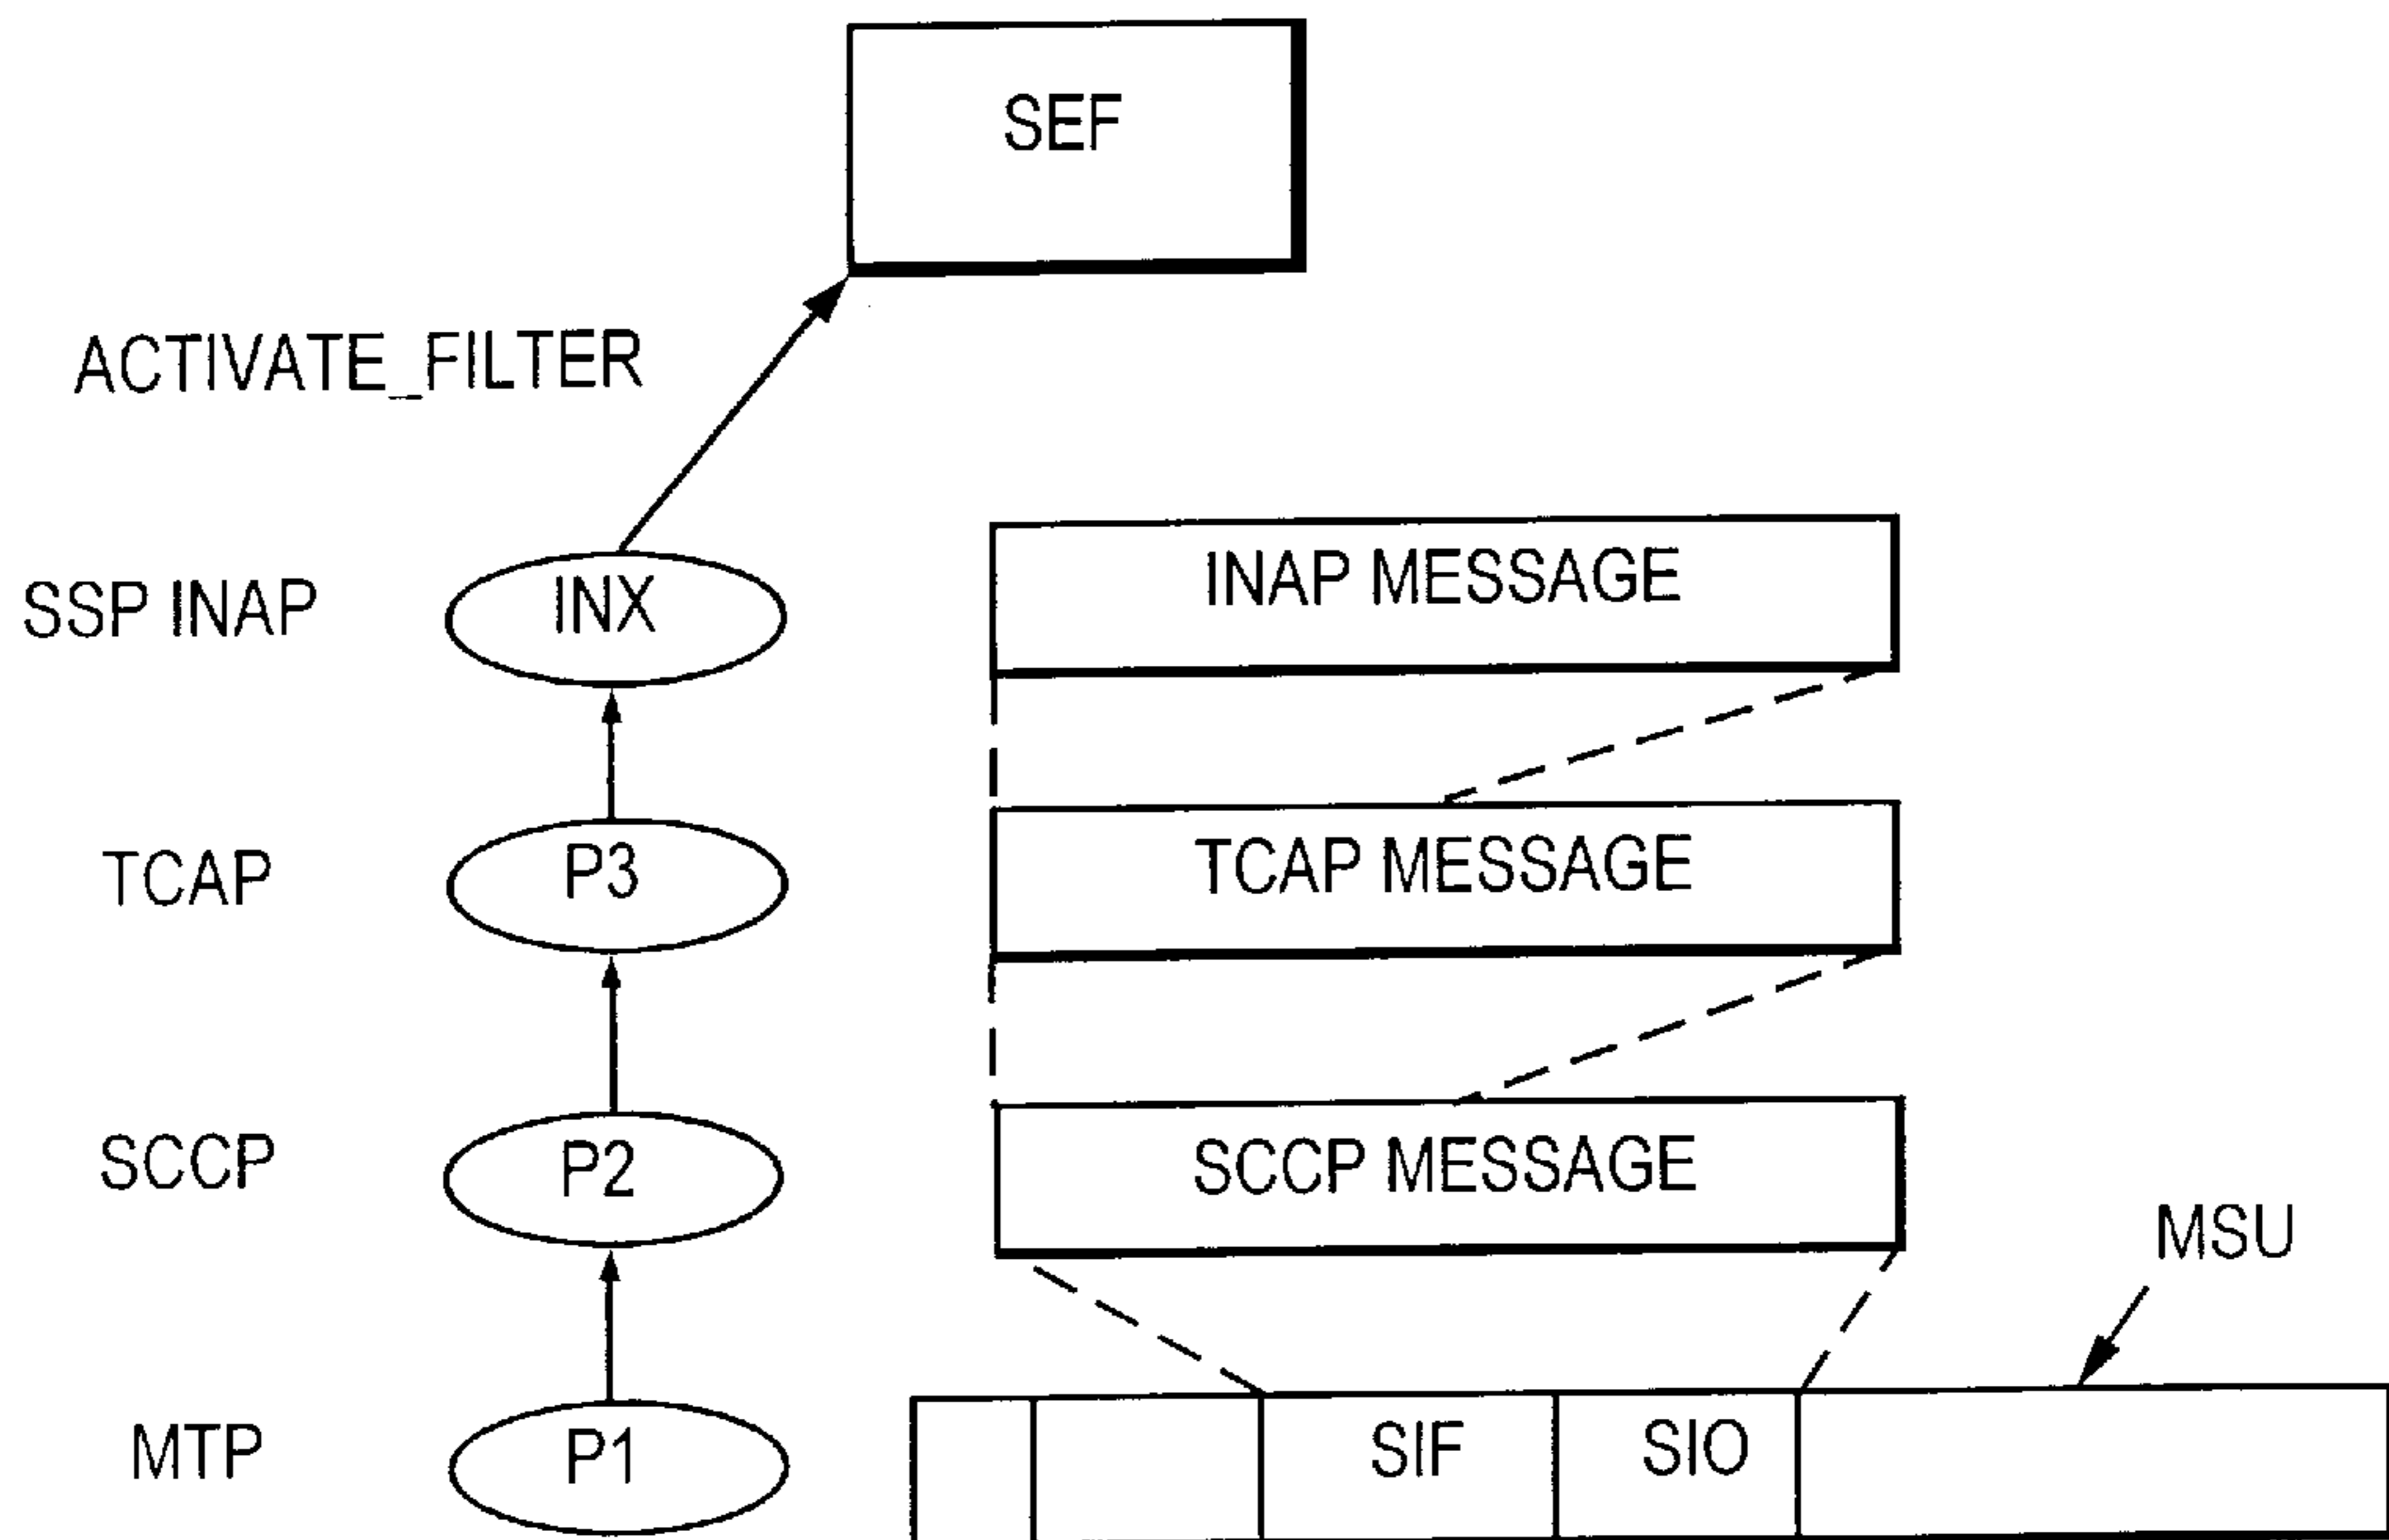 SEF
ACTIVATE_FILTER
SSP INAP
INX
INAP MESSAGE
TCAP
P3
TCAP MESSAGE
SCCP
P2
SCCP MESSAGE
MSU
MTP
P1
SIF
SIO